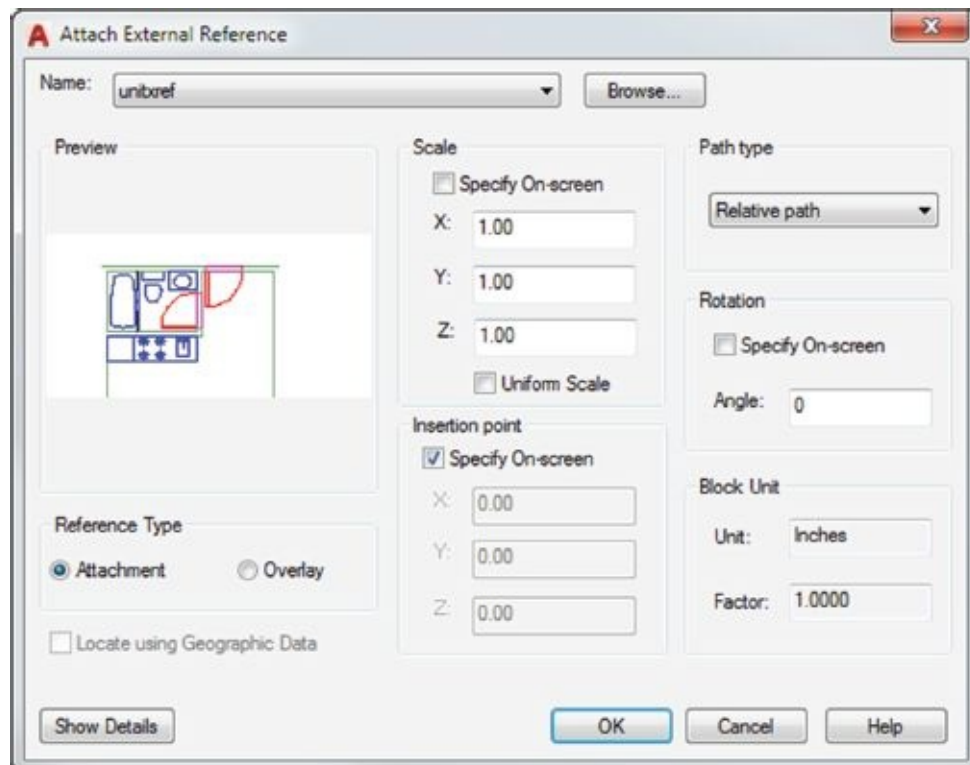 Attach External Reference
Name: unitxref Browse...
Preview
Scale
Specify On-screen
X: 1.00
Y: 1.00
Z: 1.00
Uniform Scale
Path type
Relative path
Rotation
Specify On-screen
Angle: 0
Insertion point
Specify On-screen
X: 0.00
Y: 0.00
Z: 0.00
Block Unit
Unit: Inches
Factor: 1.0000
Reference Type
Attachment Overlay
Locate using Geographic Data
Show Details OK Cancel Help